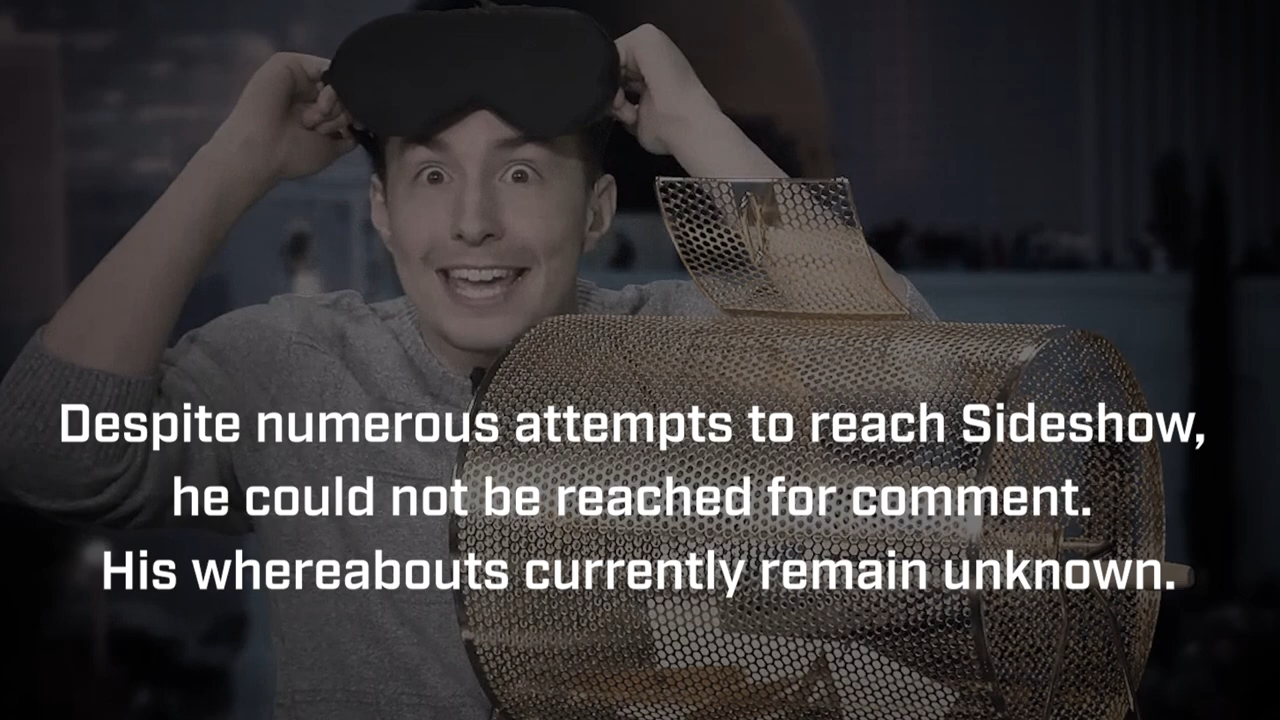 Despite numerous attempts to reach Sideshow,
he could not be reached for comment.
His whereabouts currently remain unknown.